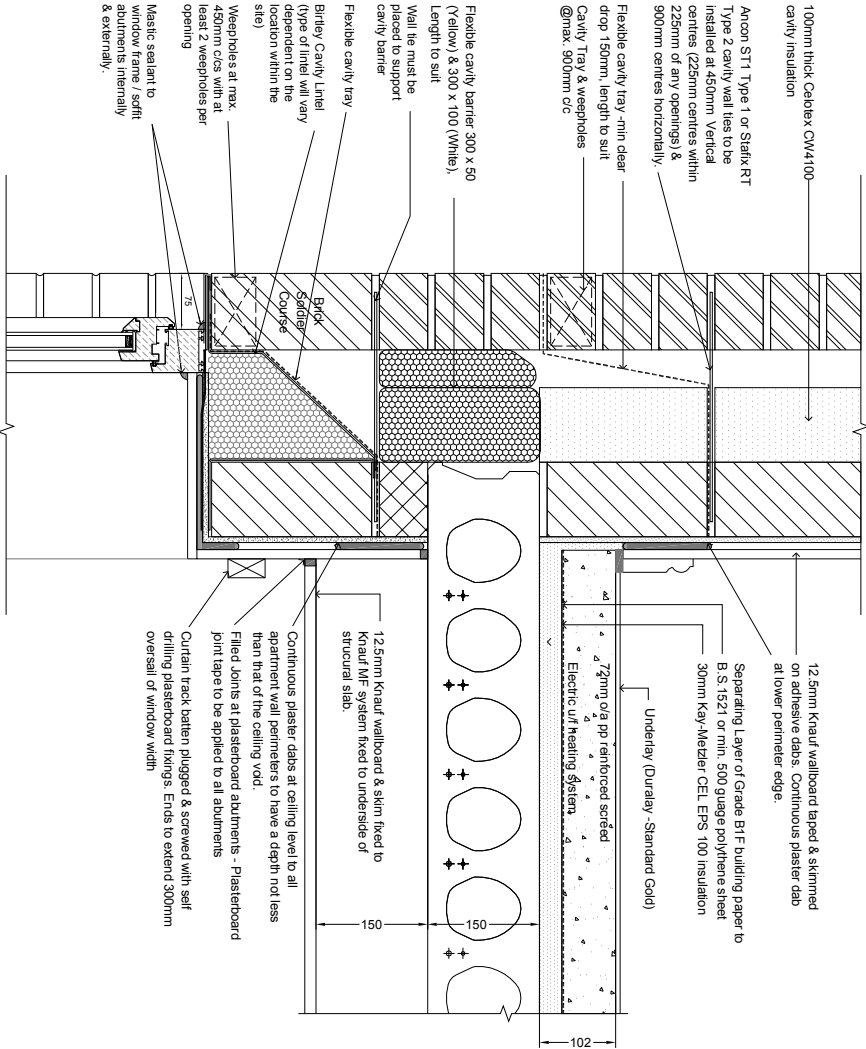 100mm thick Celotex CW4100
cavity insulation
Ancon ST1 Type 1 or Stafix RT
Type 2 cavity wall ties to be
installed at 450mm Vertical
centres (225mm centres within
225mm of any openings) &
900mm centres horizontally.
Flexible cavity tray -min clear
drop 150mm, length to suit
Cavity Tray & weepholes
@max. 900mm c/c
Flexible cavity barrier 300 x 50
(Yellow) & 300 x 100 (White),
Length to suit
Wall tie must be
placed to support
cavity barrier
Flexible cavity tray
Birtley Cavity Lintel
(type of lintel will vary
dependent on the
location within the
site)
Weepholes at max.
450mm c/cs with at
least 2 weepholes per
opening
Mastic sealant to
window frame / soffit
abutments internally
& externally.
Brick
Soldier
Course
75
12.5mm Knauf wallboard taped & skimmed
on adhesive dabs. Continuous plaster dab
at lower perimeter edge.
Separating Layer of Grade B1F building paper to
B.S.1521 or min. 500 guage polythene sheet
30mm Kay-Metzler CEL EPS 100 insulation
Underlay (Duralay -Standard Gold)
72mm o/a pp reinforced screed
Electric u/f heating system
102
150
150
12.5mm Knauf wallboard & skim fixed to
Knauf MF system fixed to underside of
strucural slab.
Continuous plaster dabs at ceiling level to all
apartment wall perimeters to have a depth not less
than that of the ceiling void.
Filled Joints at plasterboard abutments - Plasterboard
joint tape to be applied to all abutments
Curtain track batten plugged & screwed with self
drilling plasterboard fixings. Ends to extend 300mm
oversail of window width